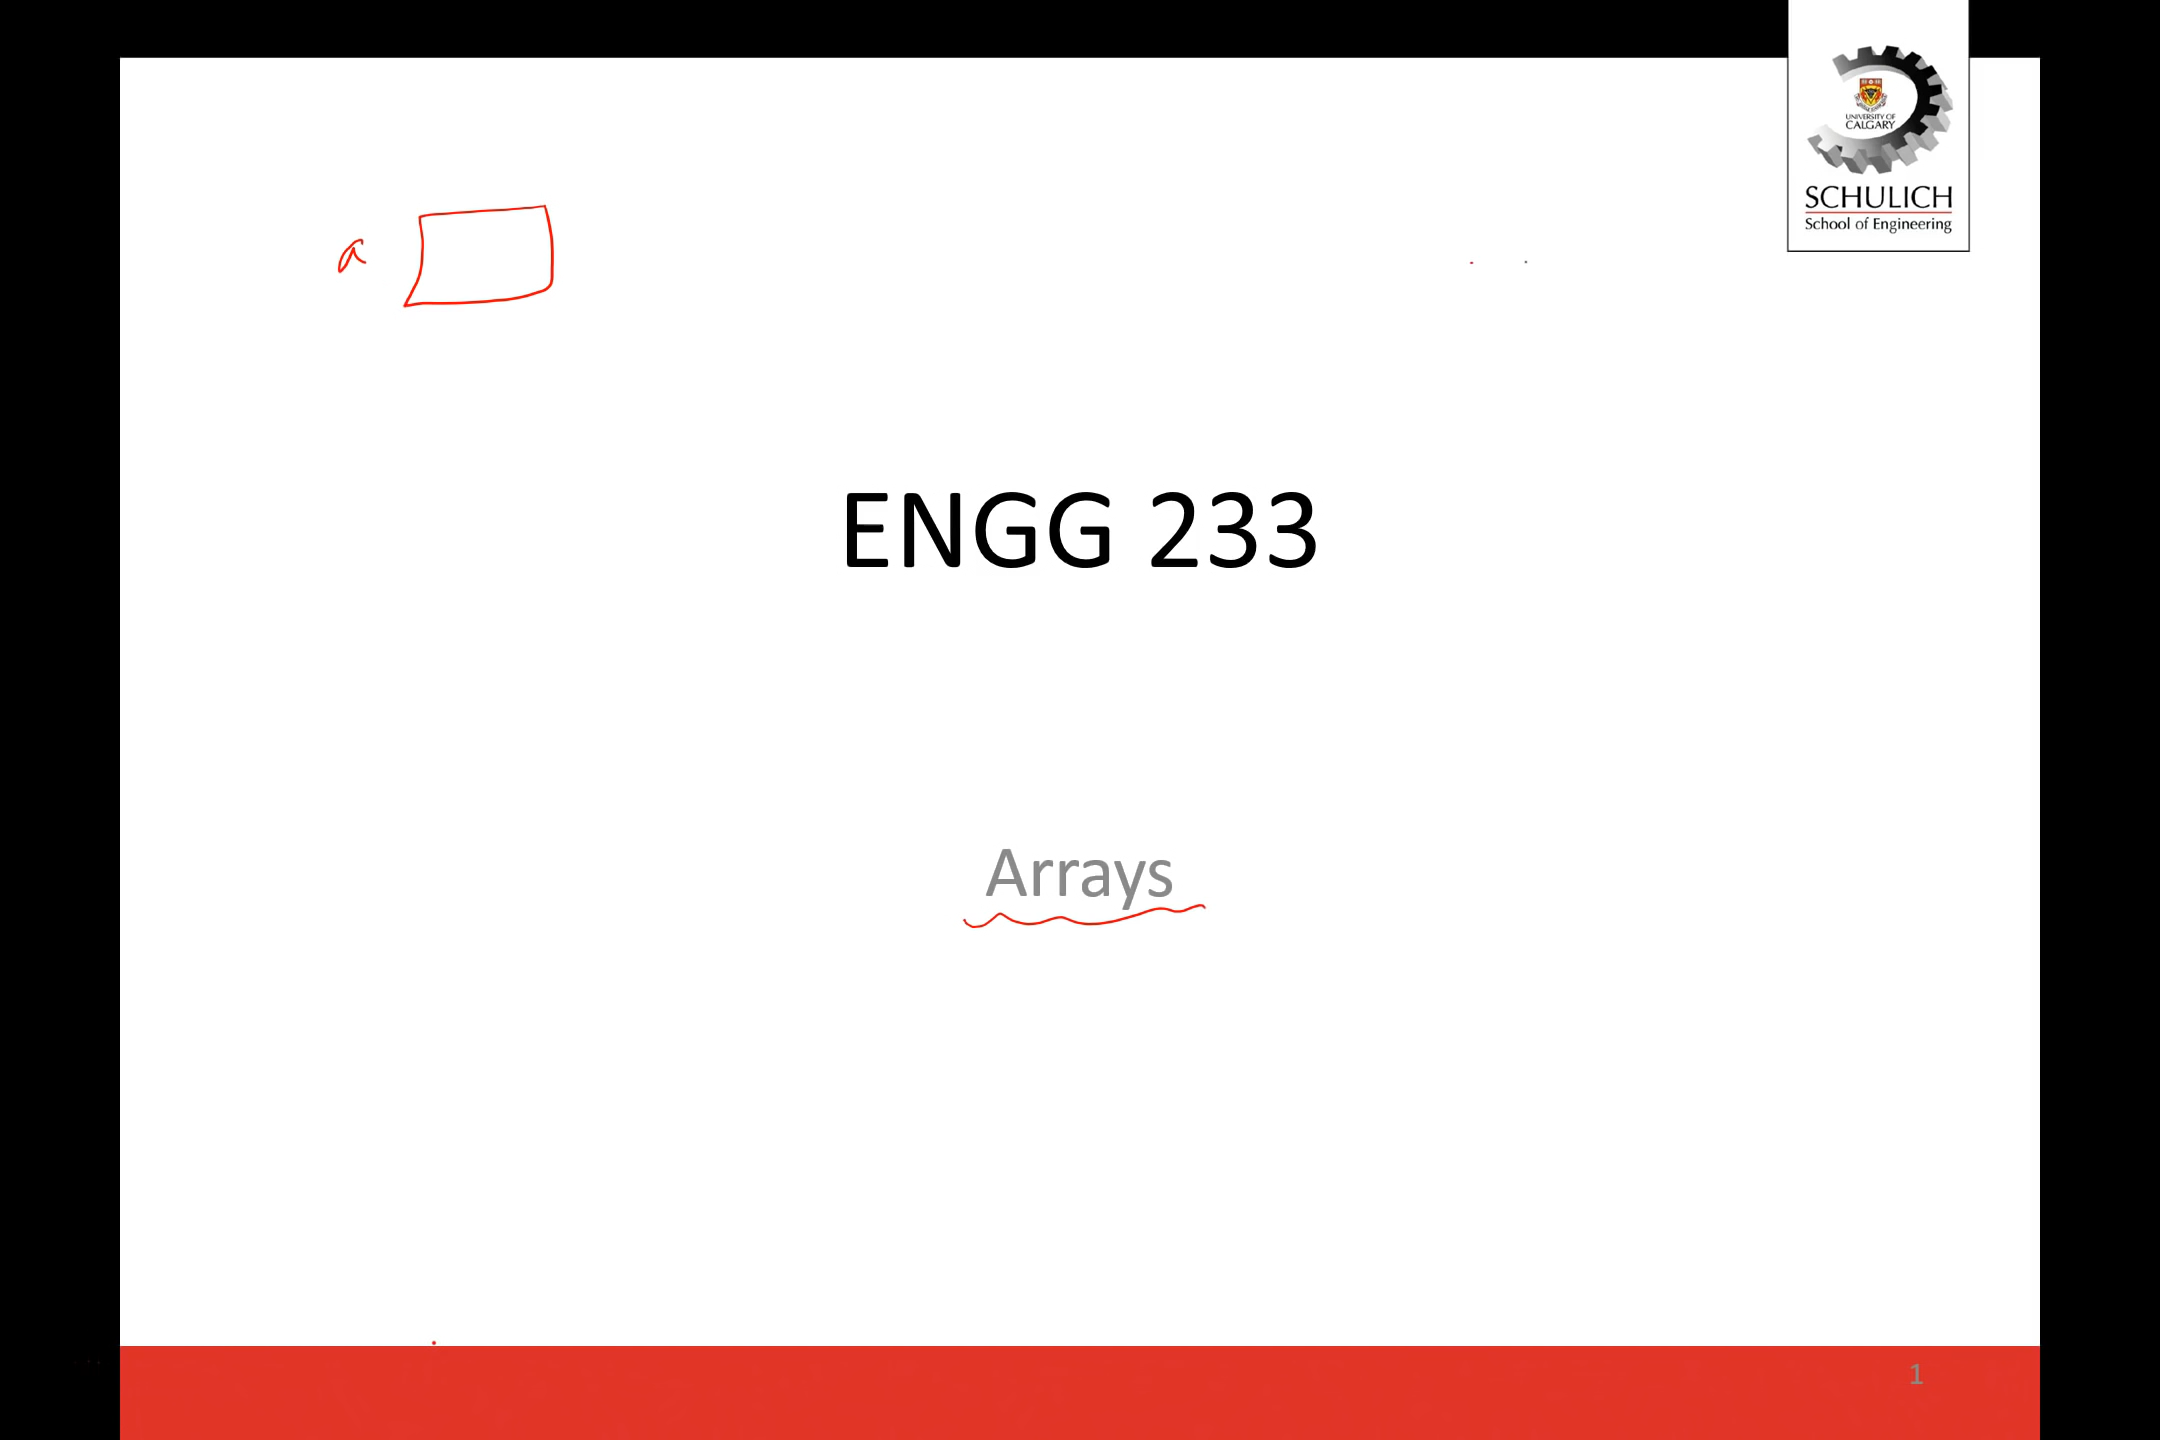 UNIVERSITY OF
CALGARY
SCHULICH
School of Engineering
a
ENGG 233
Arrays
1